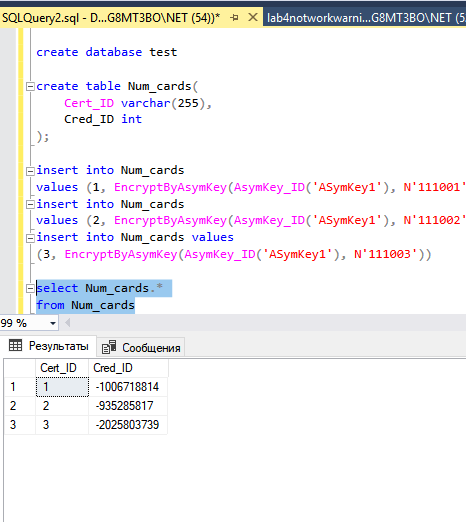 SQLQuery2.sql - D...G8MT3BO\NET (54))* lab4notworkwarni...G8MT3BO\NET (5
create database test
create table Num_cards(
Cert_ID varchar(255),
Cred_ID int
);
insert into Num_cards
values (1, EncryptByAsymKey(AsymKey_ID('ASymKey1'), N'111001'
insert into Num_cards
values (2, EncryptByAsymKey(AsymKey_ID('ASymKey1'), N'111002'
insert into Num_cards values
(3, EncryptByAsymKey(AsymKey_ID('ASymKey1'), N'111003'))
select Num_cards.*
from Num_cards
99 %
Результаты Сообщения
Cert_ID Cred_ID
1 1 -1006718814
2 2 -935285817
3 3 -2025803739